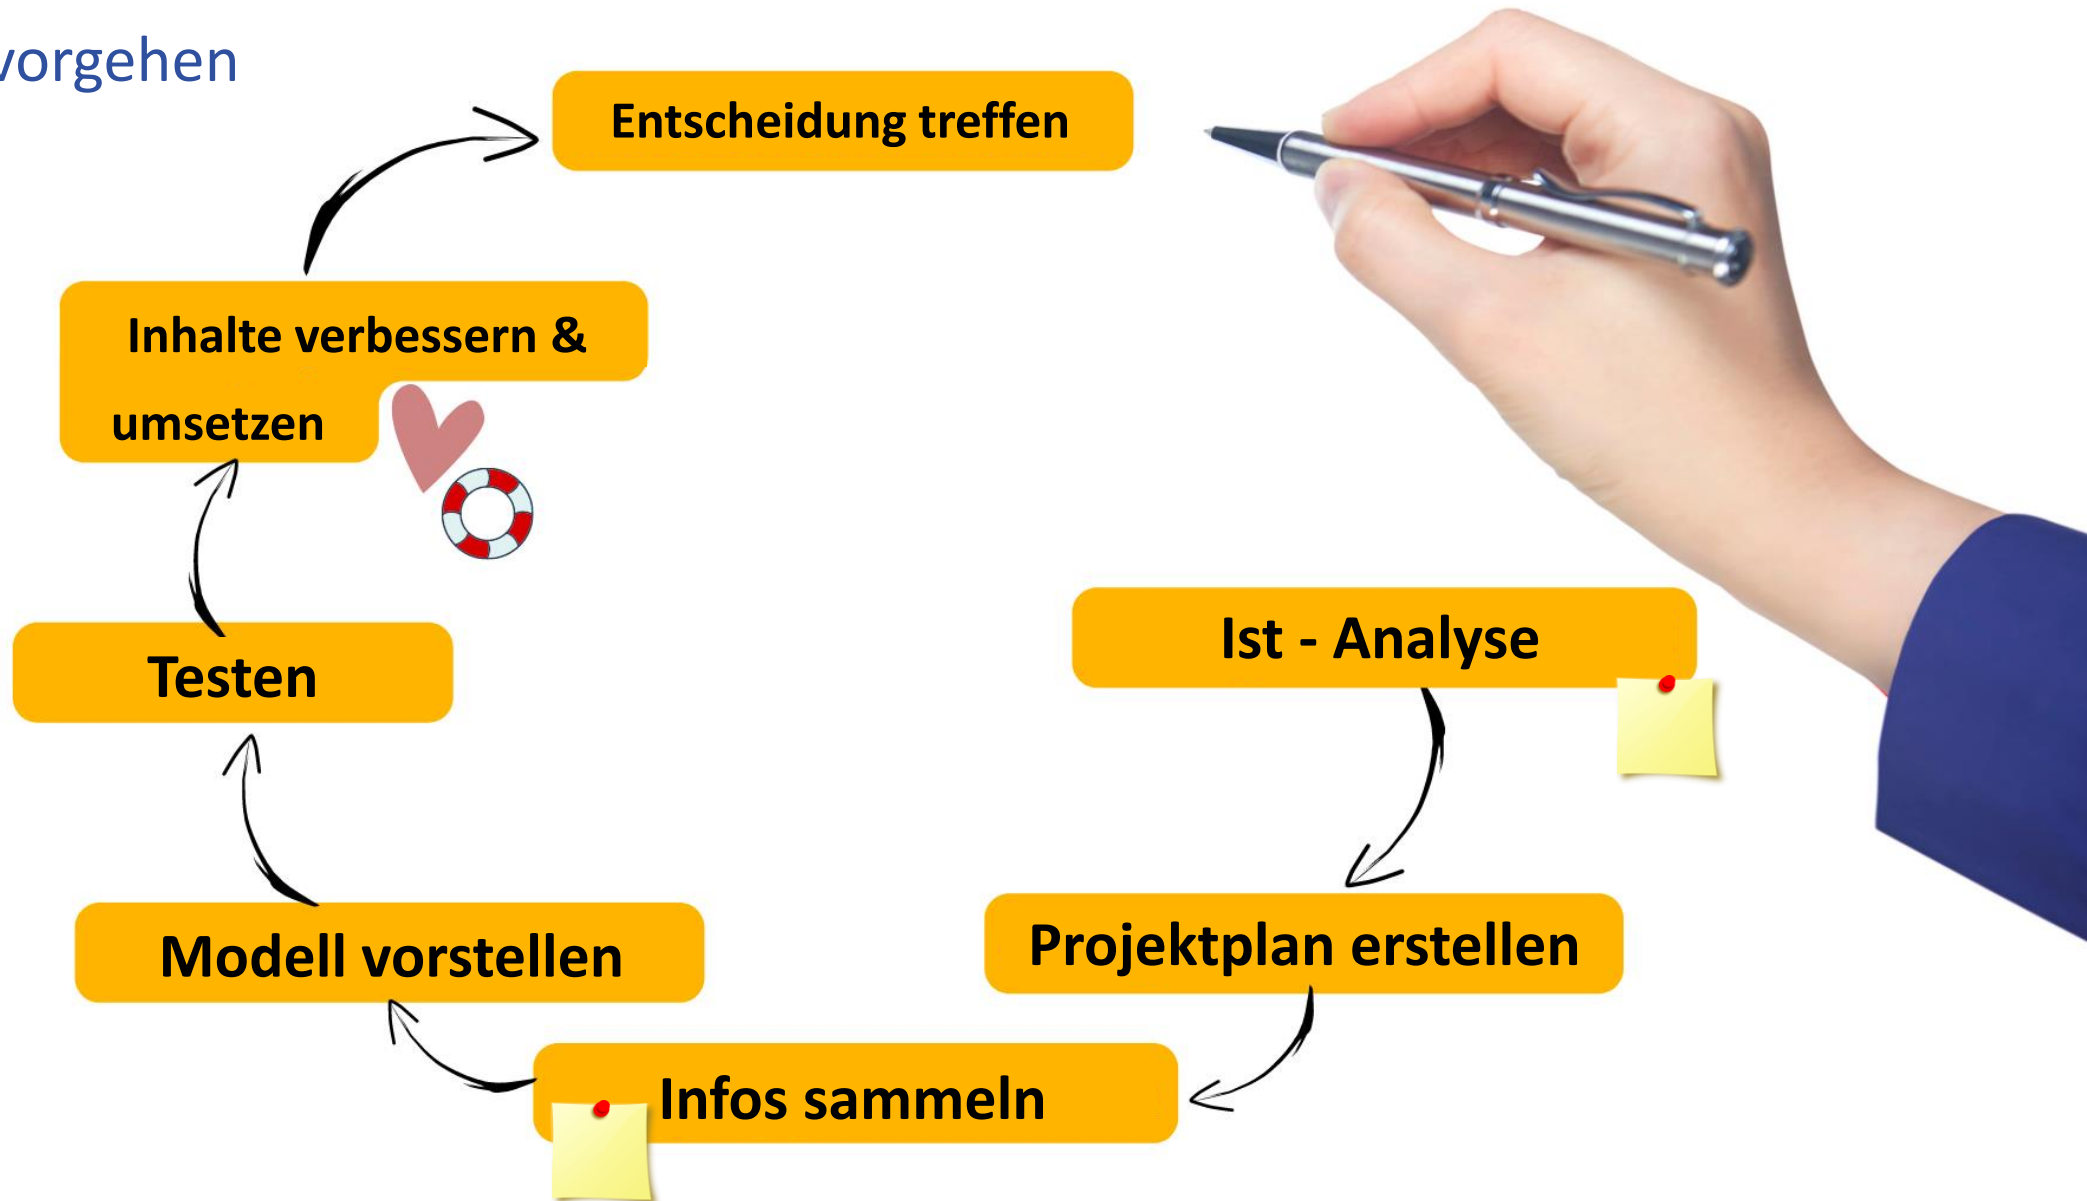 vorgehen
Entscheidung treffen
Inhalte verbessern &
umsetzen
Testen
Ist - Analyse
Modell vorstellen
Projektplan erstellen
Infos sammeln